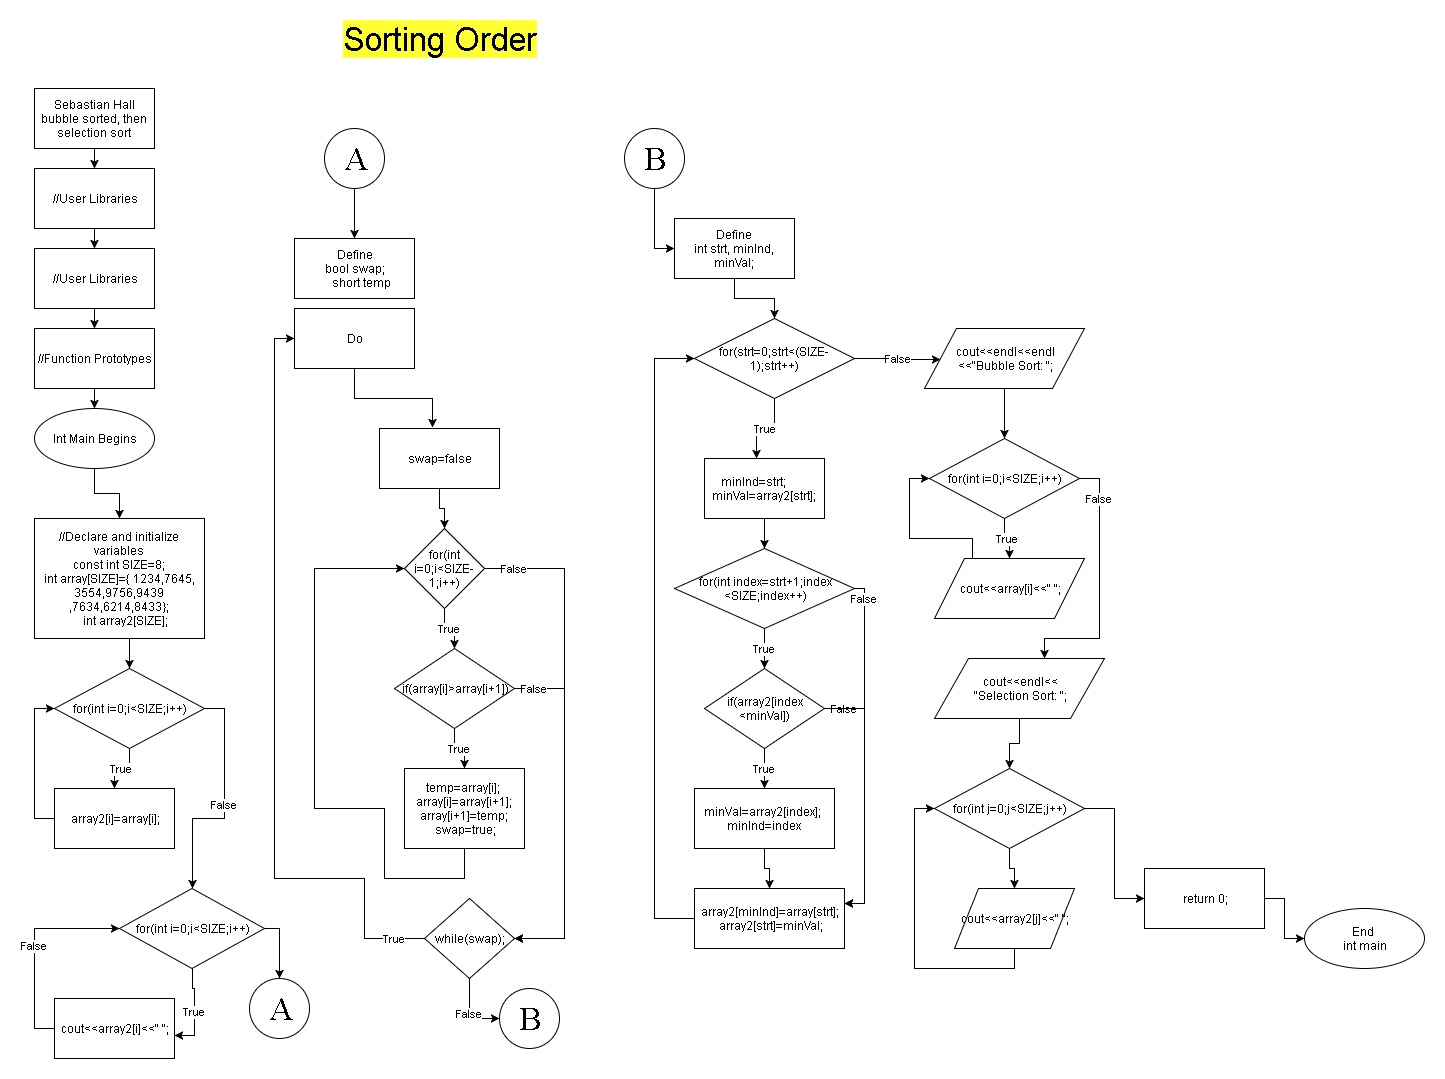 Sorting Order
Sebastian Hall
bubble sorted, then
selection sort
//User Libraries
//User Libraries
//Function Prototypes
Int Main Begins
//Declare and initialize
variables
const int SIZE=8;
int array[SIZE]={ 1234,7645,
3554,9756,9439
,7634,6214,8433};
int array2[SIZE];
for(int i=0;i<SIZE;i++)
True
False
array2[i]=array[i];
for(int i=0;i<SIZE;i++)
False
True
cout<<array2[i]<<" ";
A
A
Define
bool swap;
short temp
Do
swap=false
for(int
i=0;i<SIZE-
1;i++)
False
True
if(array[i]>array[i+1])
False
True
temp=array[i];
array[i]=array[i+1];
array[i+1]=temp;
swap=true;
while(swap);
True
False
B
B
Define
int strt, minInd,
minVal;
for(strt=0;strt<(SIZE-
1);strt++)
False
True
minInd=strt;
minVal=array2[strt];
for(int index=strt+1;index
<SIZE;index++)
False
True
if(array2[index
<minVal])
False
True
minVal=array2[index];
minInd=index
array2[minInd]=array[strt];
array2[strt]=minVal;
cout<<endl<<endl
<<"Bubble Sort: ";
for(int i=0;i<SIZE;i++)
False
True
cout<<array[i]<<" ";
cout<<endl<<
"Selection Sort: ";
for(int j=0;j<SIZE;j++)
cout<<array2[j]<<" ";
return 0;
End
int main